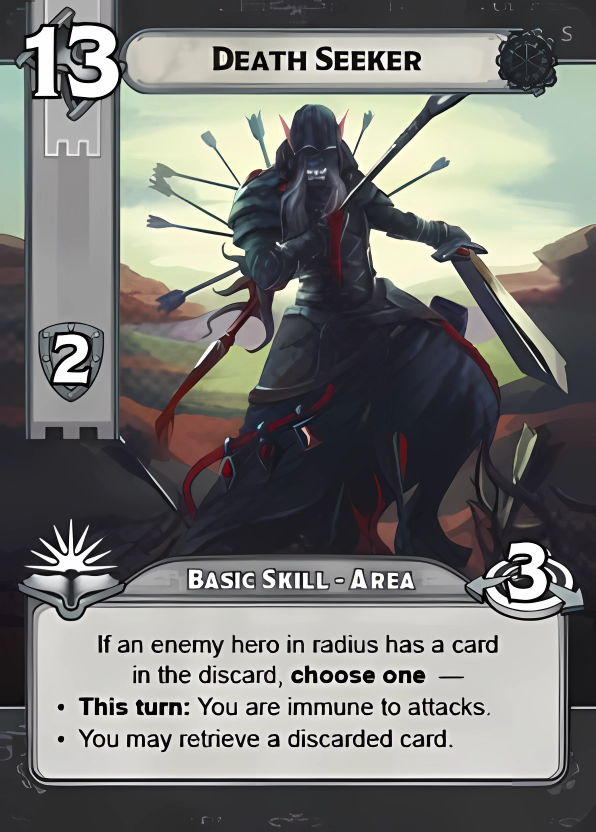 13
DEATH SEEKER
S
2
BASIC SKILL - AREA
3
If an enemy hero in radius has a card
in the discard, choose one —
• This turn: You are immune to attacks.
• You may retrieve a discarded card.